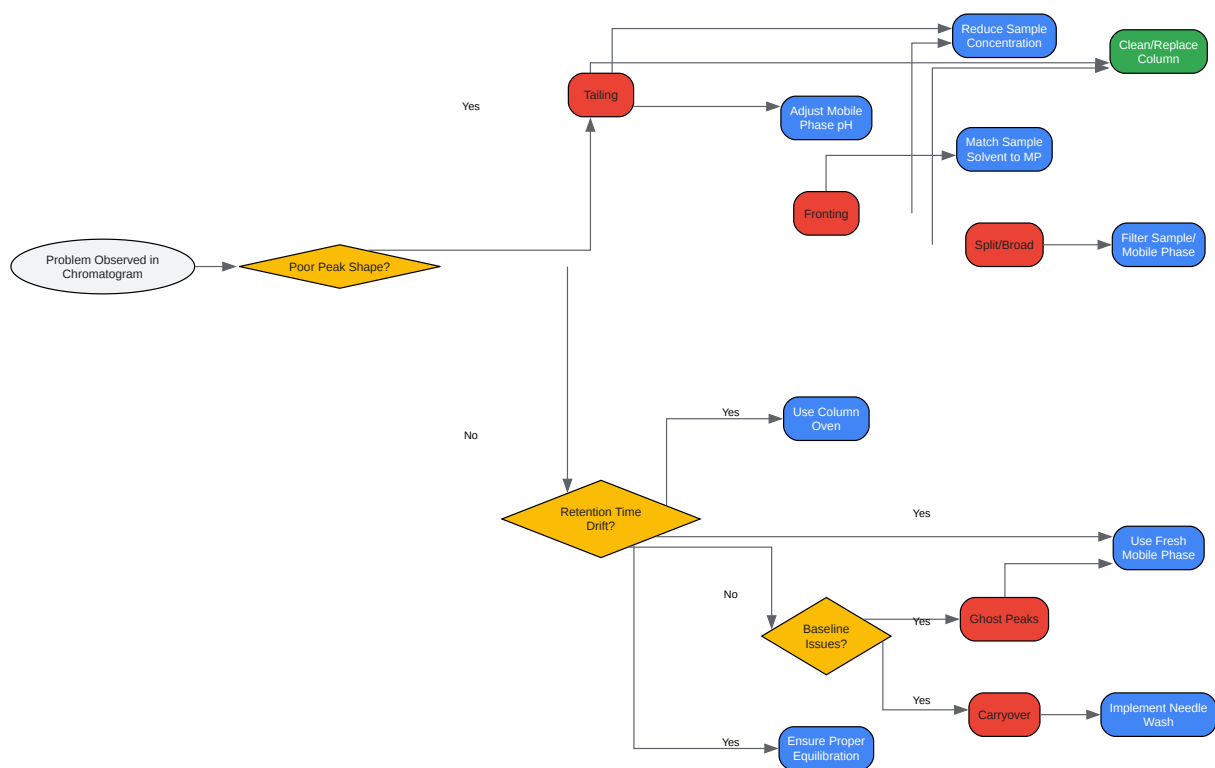 Reduce Sample
Concentration
Clean/Replace
Column
Tailing
Yes
Adjust Mobile
Phase pH
Match Sample
Solvent to MP
Fronting
Split/Broad
Filter Sample/
Mobile Phase
Problem Observed in
Chromatogram
Poor Peak Shape?
Yes
Use Column
Oven
No
Retention Time
Drift?
Yes
Use Fresh
Mobile Phase
No
Baseline
Issues?
Yes
Ghost Peaks
Yes
Carryover
Implement Needle
Wash
Yes
Ensure Proper
Equilibration